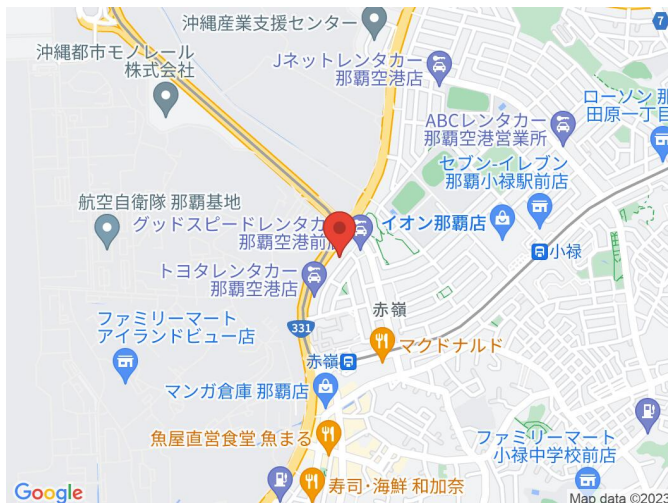 沖縄産業支援センター
7
沖縄都市モノレール
株式会社
Jネットレンタカー
那覇空港店
ローソン 那
田原一丁目
ABCレンタカー
那覇空港営業所
セブン-イレブン
那覇小禄駅前店
航空自衛隊 那覇基地
グッドスピードレンタカ
那覇空港前店
イオン那覇店
小禄
トヨタレンタカー
那覇空港店
赤嶺
ファミリーマート
アイランドビュー店
331
マクドナルド
赤嶺
マンガ倉庫 那覇店
魚屋直営食堂 魚まる
ファミリーマート
小禄中学校前店
寿司・海鮮 和加奈
Google
Map data ©2023